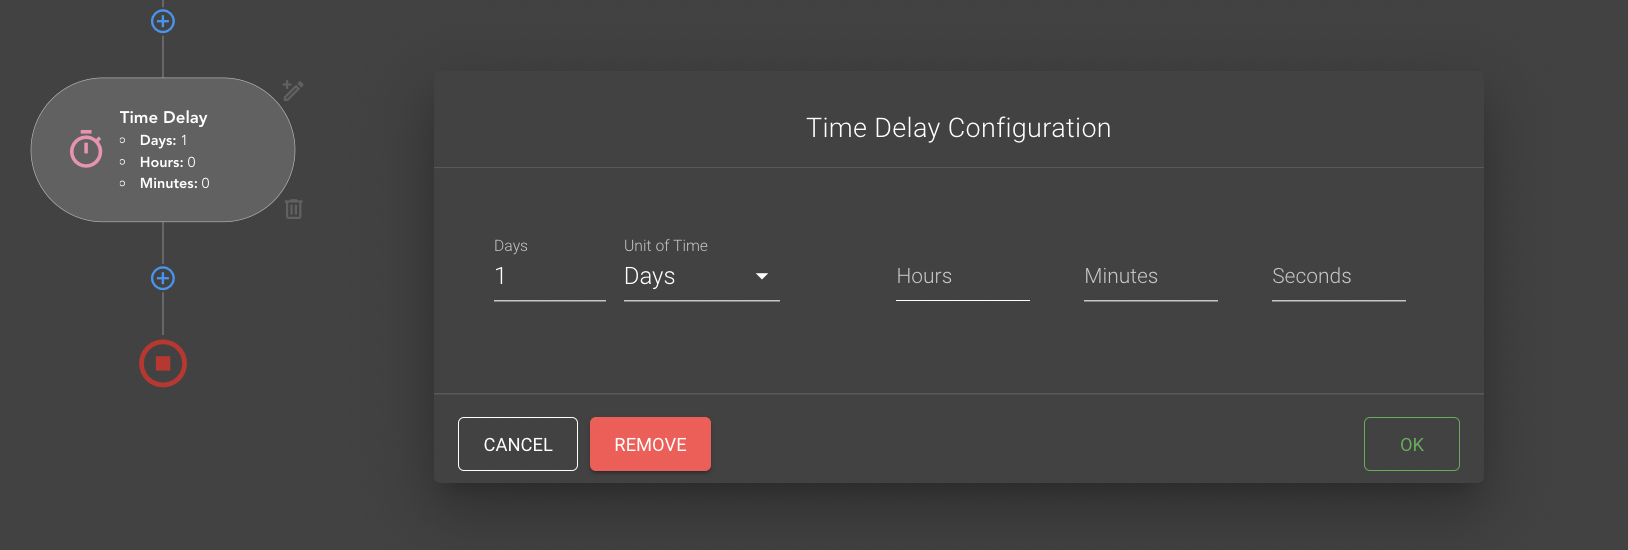 Time Delay
Days: 1
Hours: 0
Minutes: 0
Time Delay Configuration
Days
1
Unit of Time
Days
Hours
Minutes
Seconds
CANCEL
REMOVE
OK